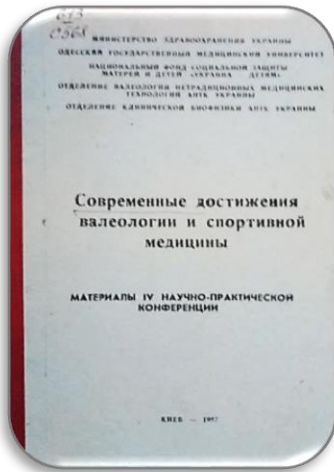 613
С568
МИНИСТЕРСТВО ЗДРАВООХРАНЕНИЯ УКРАИНЫ
ОДЕССКИЙ ГОСУДАРСТВЕННЫЙ МЕДИЦИНСКИЙ УНИВЕРСИТЕТ
НАЦИОНАЛЬНЫЙ ФОНД СОЦИАЛЬНОЙ ЗАЩИТЫ
МАТЕРЕЙ И ДЕТЕЙ «УКРАИНА — ДЕТЯМ»
ОТДЕЛЕНИЕ ВАЛЕОЛОГИИ НЕТРАДИЦИОННЫХ МЕДИЦИНСКИХ
ТЕХНОЛОГИЙ АНТК УКРАИНЫ
ОТДЕЛЕНИЕ КЛИНИЧЕСКОЙ БИОФИЗИКИ АНТК УКРАИНЫ
Современные достижения
валеологии и спортивной
медицины
МАТЕРИАЛЫ IV НАУЧНО-ПРАКТИЧЕСКОЙ
КОНФЕРЕНЦИИ
КИЕВ — 1997